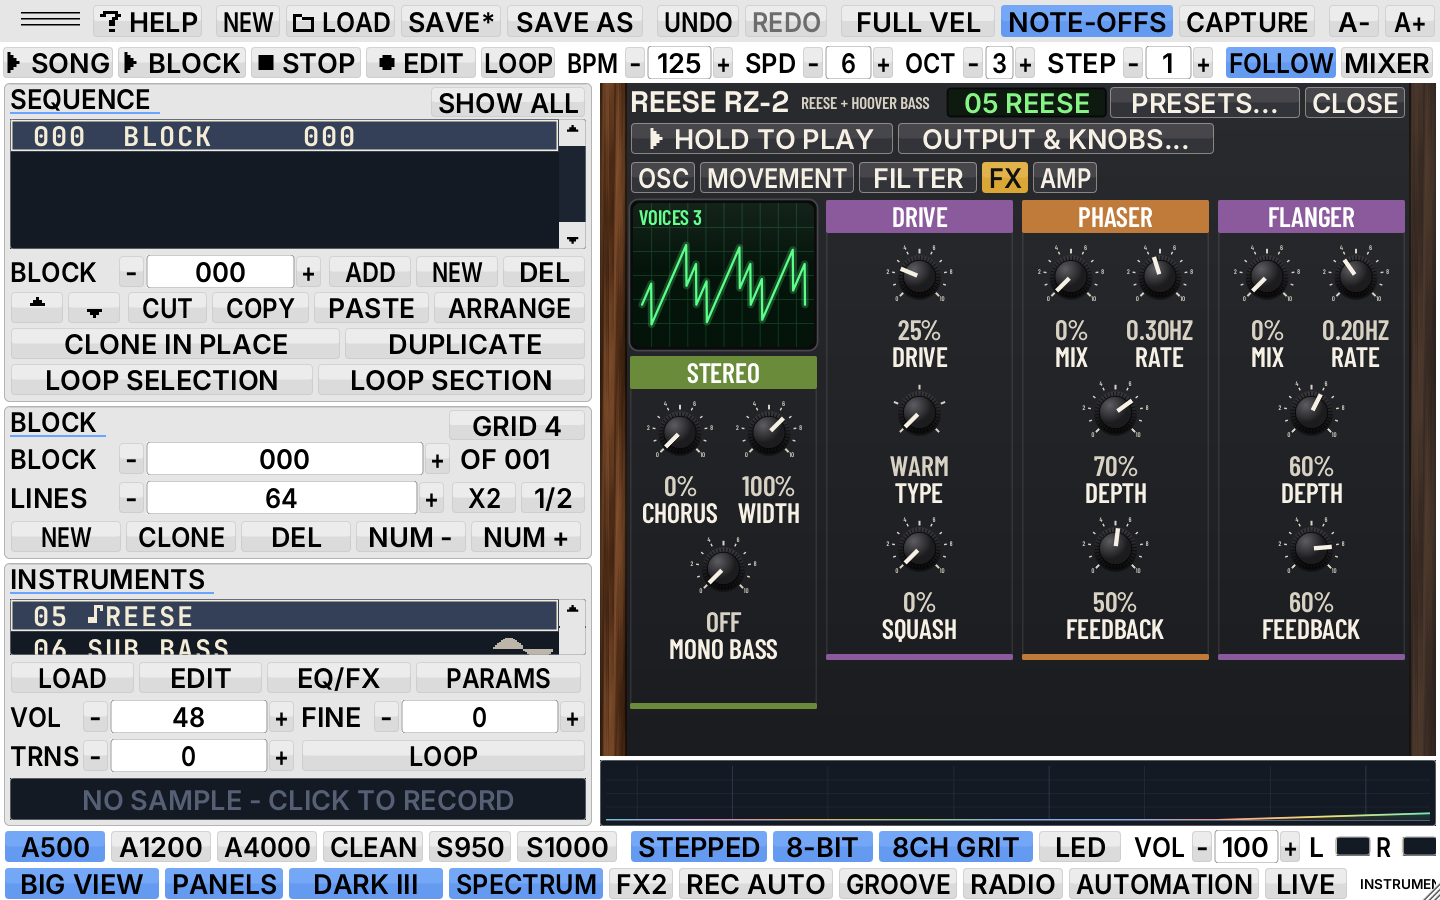 HELP NEW LOAD SAVE* SAVE AS UNDO REDO FULL VEL NOTE-OFFS CAPTURE A- A+
SONG BLOCK STOP EDIT LOOP BPM - 125 + SPD - 6 + OCT - 3 + STEP - 1 + FOLLOW MIXER
SEQUENCE SHOW ALL
000 BLOCK 000
BLOCK - 000 + ADD NEW DEL
CUT COPY PASTE ARRANGE
CLONE IN PLACE DUPLICATE
LOOP SELECTION LOOP SECTION
BLOCK GRID 4
BLOCK - 000 + OF 001
LINES - 64 + X2 1/2
NEW CLONE DEL NUM - NUM +
INSTRUMENTS
05 REESE
06 SUB BASS
LOAD EDIT EQ/FX PARAMS
VOL - 48 + FINE - 0 +
TRNS - 0 + LOOP
NO SAMPLE - CLICK TO RECORD
REESE RZ-2 REESE + HOOVER BASS 05 REESE PRESETS... CLOSE
HOLD TO PLAY OUTPUT & KNOBS...
OSC MOVEMENT FILTER FX AMP
VOICES 3
STEREO
0% 100%
CHORUS WIDTH
OFF
MONO BASS
DRIVE
25%
DRIVE
WARM
TYPE
0%
SQUASH
PHASER
0% 0.30HZ
MIX RATE
70%
DEPTH
50%
FEEDBACK
FLANGER
0% 0.20HZ
MIX RATE
60%
DEPTH
60%
FEEDBACK
A500 A1200 A4000 CLEAN S950 S1000 STEPPED 8-BIT 8CH GRIT LED VOL - 100 + L R
BIG VIEW PANELS DARK III SPECTRUM FX2 REC AUTO GROOVE RADIO AUTOMATION LIVE INSTRUMEN